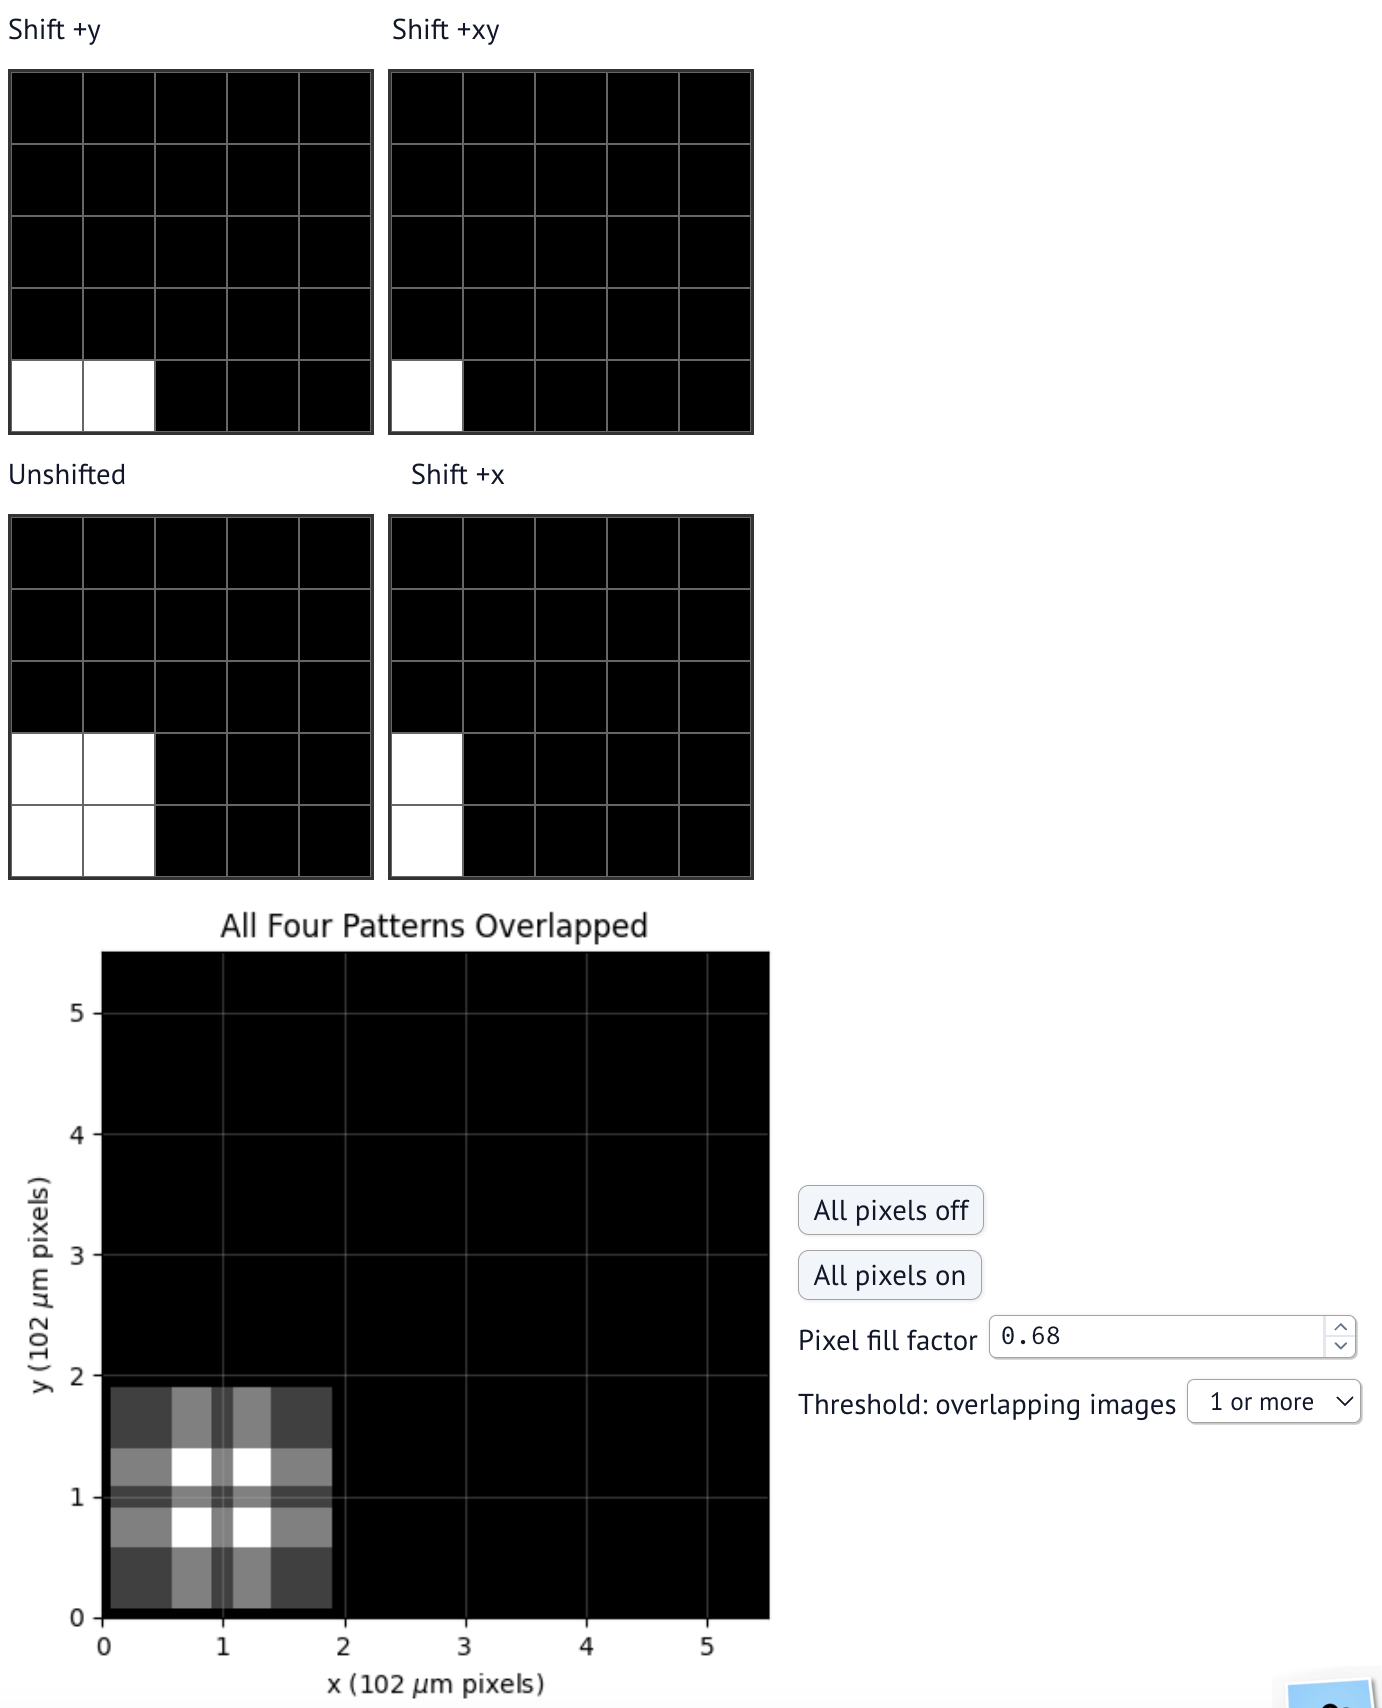 Shift +y
Shift +xy
Unshifted
Shift +x
All Four Patterns Overlapped
5
4
3
2
1
0
y (102 μm pixels)
0 1 2 3 4 5
x (102 μm pixels)
All pixels off
All pixels on
Pixel fill factor 0.68
Threshold: overlapping images 1 or more